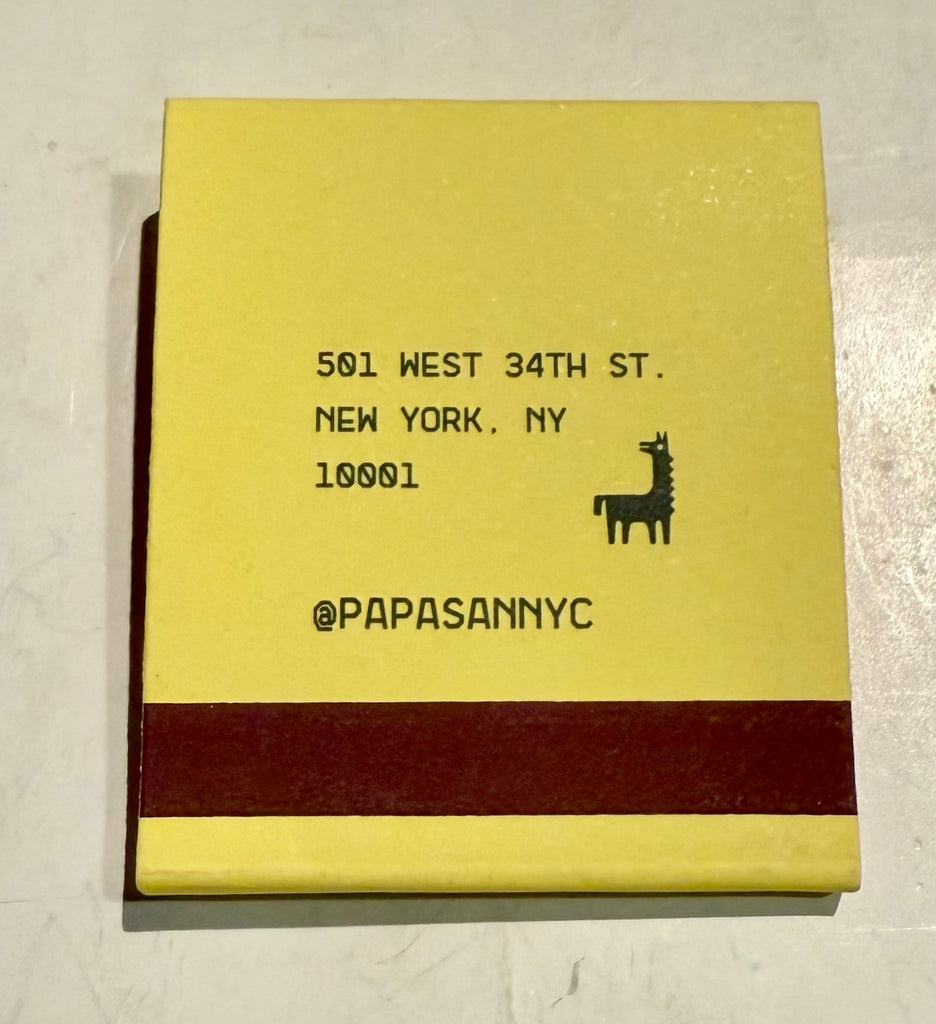 501 WEST 34TH ST.
NEW YORK, NY
10001
@PAPASANNYC